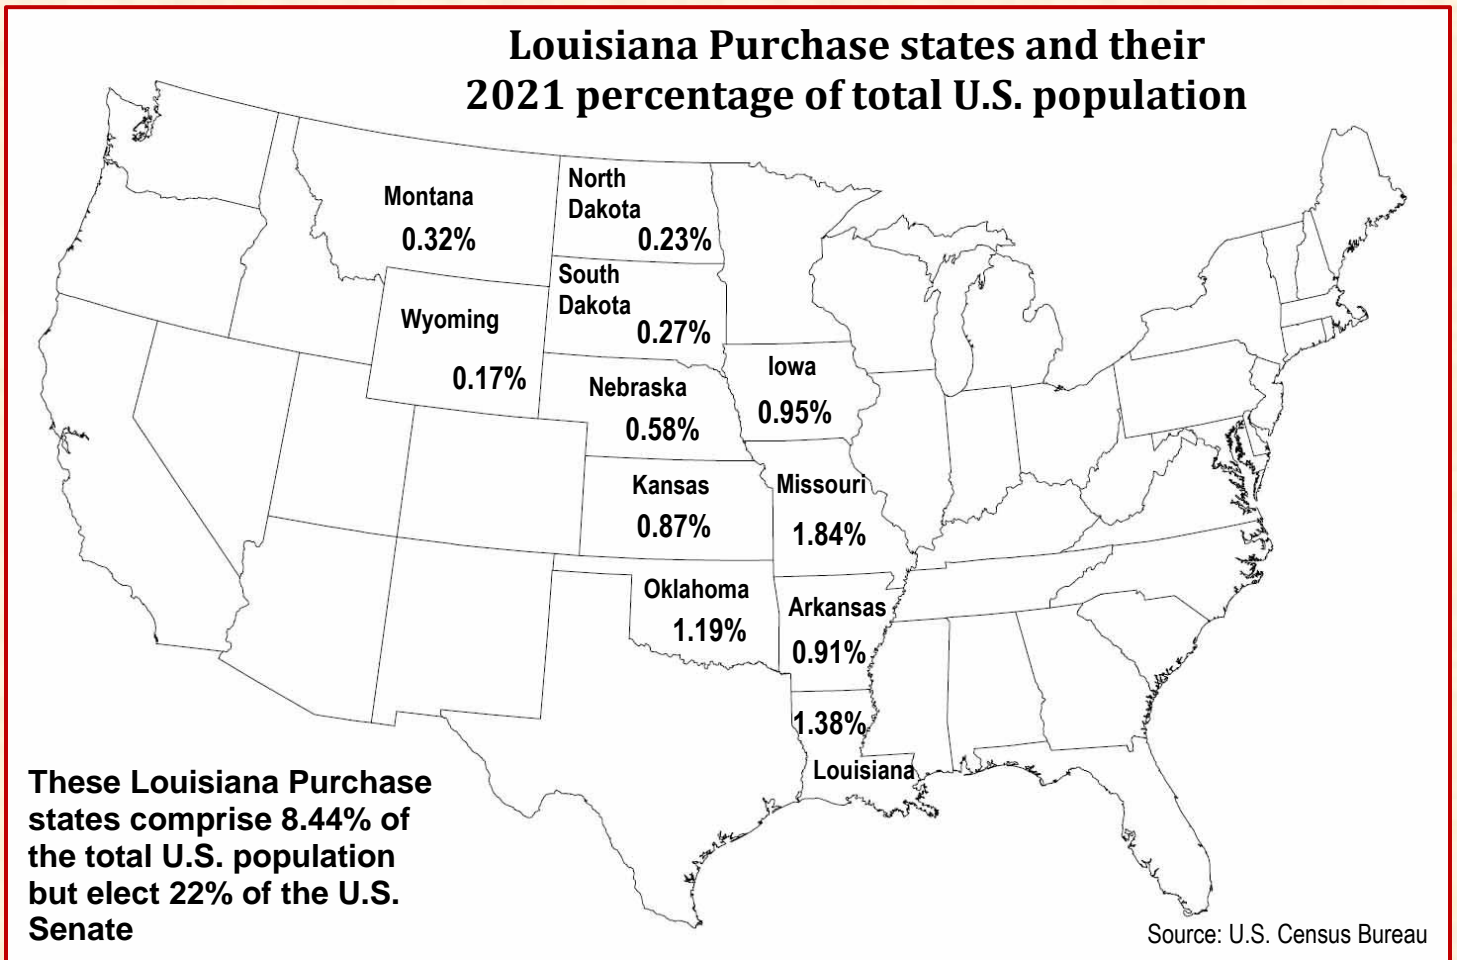 Louisiana Purchase states and their
2021 percentage of total U.S. population
Montana
0.32%
North
Dakota
0.23%
South
Dakota
0.27%
Wyoming
0.17%
Nebraska
0.58%
Iowa
0.95%
Kansas
0.87%
Missouri
1.84%
Oklahoma
1.19%
Arkansas
0.91%
1.38%
Louisiana
These Louisiana Purchase
states comprise 8.44% of
the total U.S. population
but elect 22% of the U.S.
Senate
Source: U.S. Census Bureau